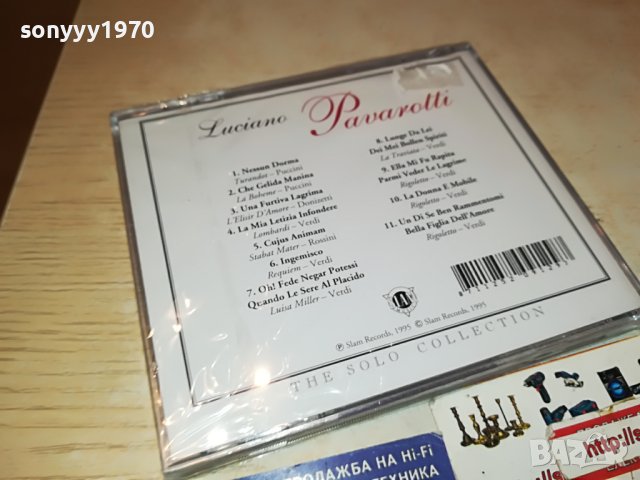 sonyyy1970
Luciano Pavarotti
1. Nessun Dorma
Turandot – Puccini
2. Che Gelida Manina
La Boheme – Puccini
3. Una Furtiva Lagrima
L'Elisir D'Amore – Donizetti
4. La Mia Letizia Infondere
Lombardi – Verdi
5. Cujus Animam
Stabat Mater – Rossini
6. Ingemisco
Requiem – Verdi
7. Oh! Fede Negar Potessi
Quando Le Sere Al Placido
Luisa Miller – Verdi
8. Lunge Da Lei
Dei Mei Bollen Spiriti
La Traviata – Verdi
9. Ella Mi Fu Rapita
Parmi Veder Le Lagrime
Rigoletto – Verdi
10. La Donna E Mobile
Rigoletto – Verdi
11. Un Di Se Ben Rammentomi
Bella Figlia Dell'Amore
Rigoletto – Verdi
℗ Slam Records, 1995 © Slam Records, 1995
THE SOLO COLLECTION
ПРОДАЖБА НА Hi-Fi
ТЕХНИКА
http://s
BAZAR